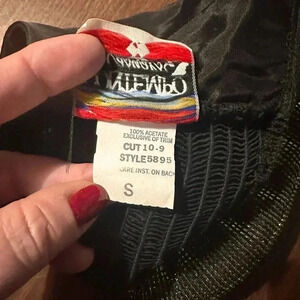 100% ACETATE
EXCLUSIVE OF TRIM
CUT 10-9
STYLE5895
CARE INST. ON BACK
S